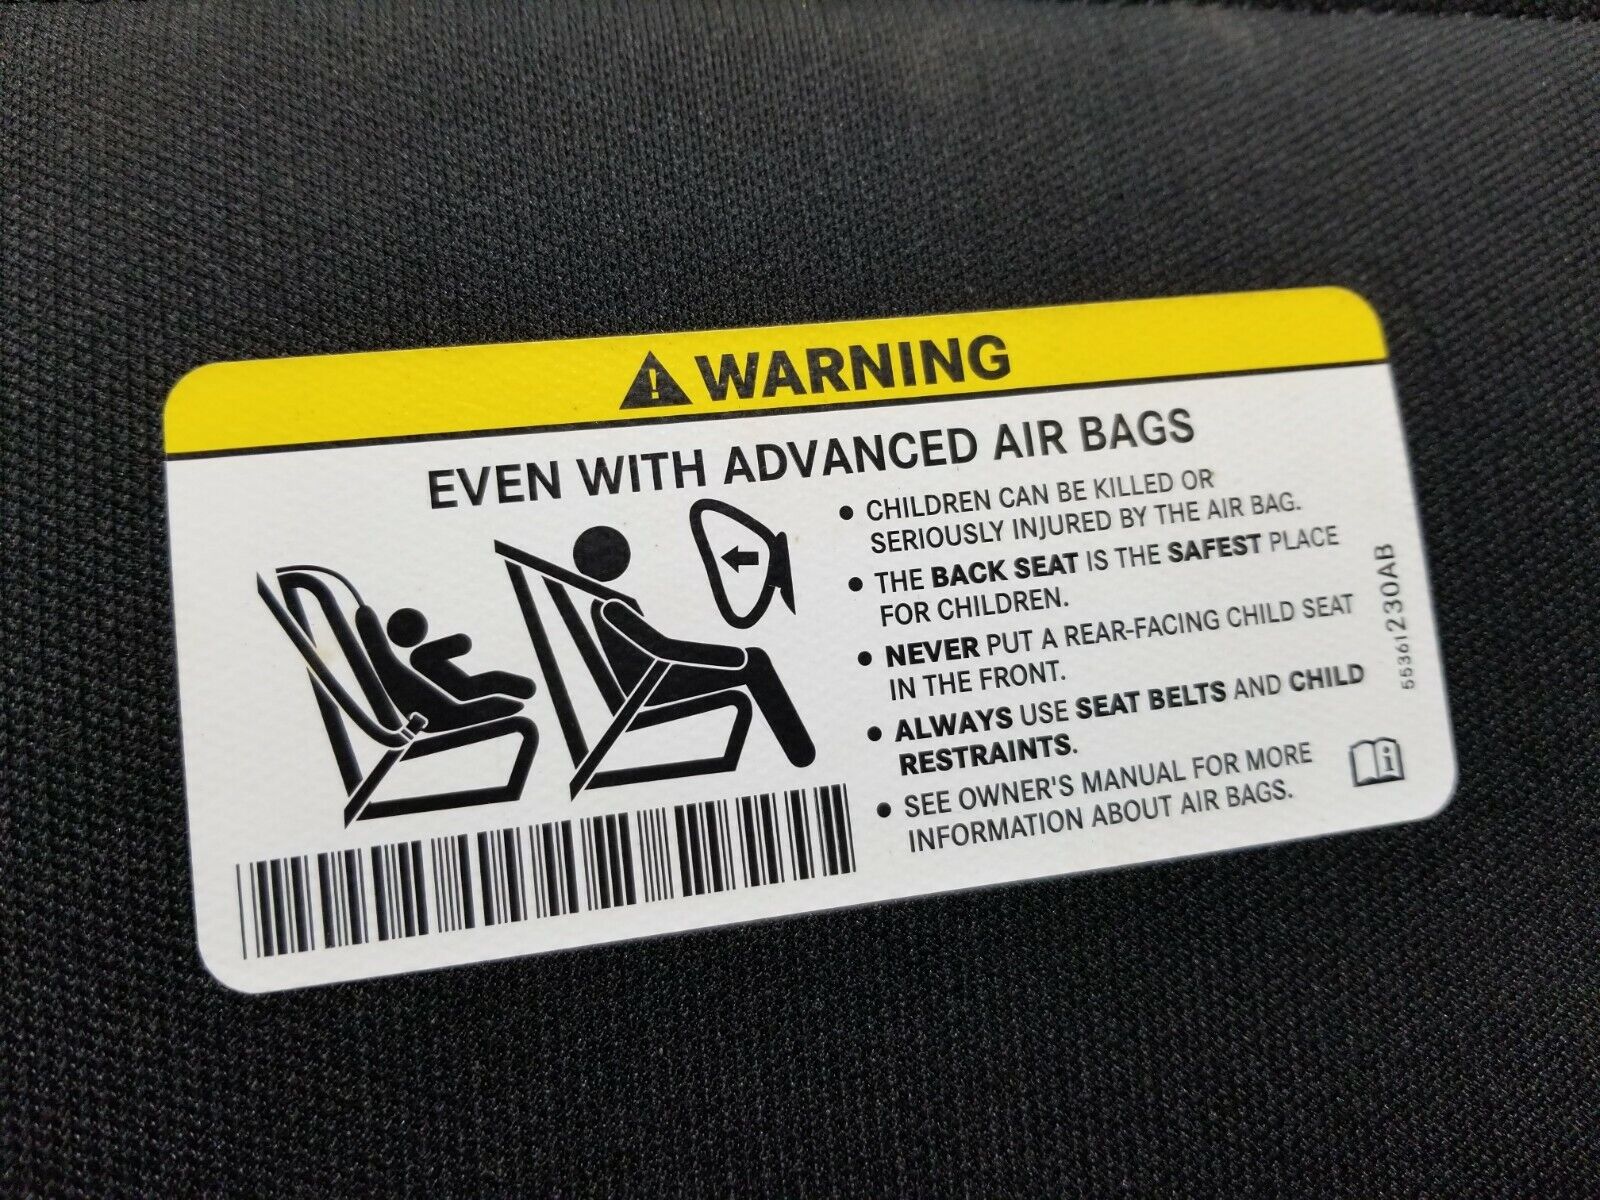 WARNING
EVEN WITH ADVANCED AIR BAGS
• CHILDREN CAN BE KILLED OR
SERIOUSLY INJURED BY THE AIR BAG.
• THE BACK SEAT IS THE SAFEST PLACE
FOR CHILDREN.
• NEVER PUT A REAR-FACING CHILD SEAT
IN THE FRONT.
• ALWAYS USE SEAT BELTS AND CHILD
RESTRAINTS.
• SEE OWNER'S MANUAL FOR MORE
INFORMATION ABOUT AIR BAGS.
55361230AB